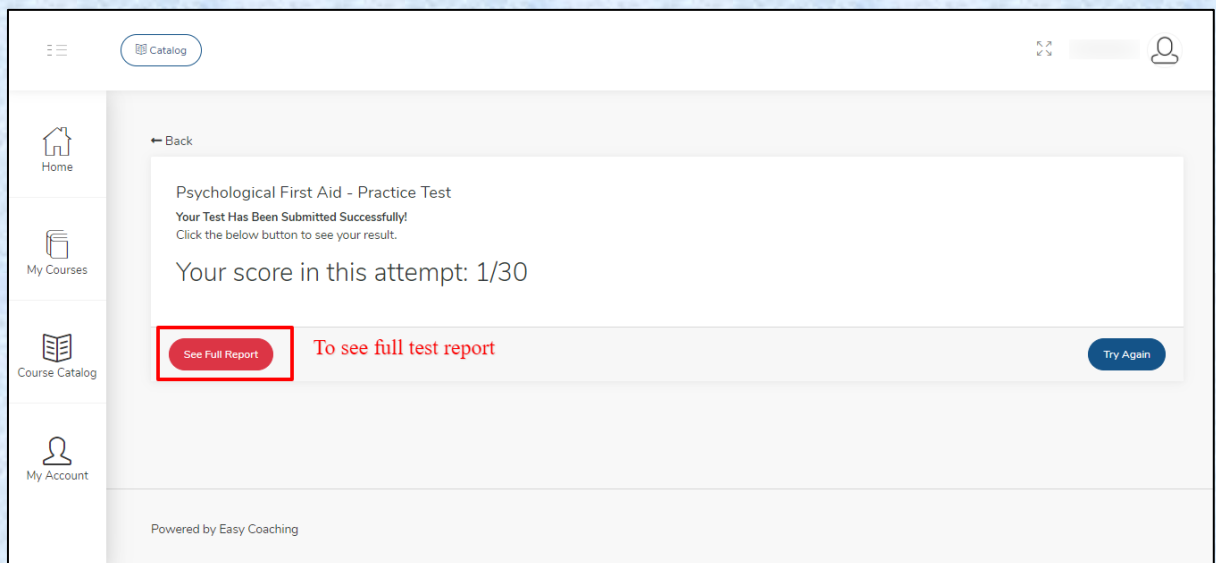 Catalog
Home
My Courses
Course Catalog
My Account
← Back
Psychological First Aid - Practice Test
Your Test Has Been Submitted Successfully!
Click the below button to see your result.
Your score in this attempt: 1/30
See Full Report
To see full test report
Try Again
Powered by Easy Coaching